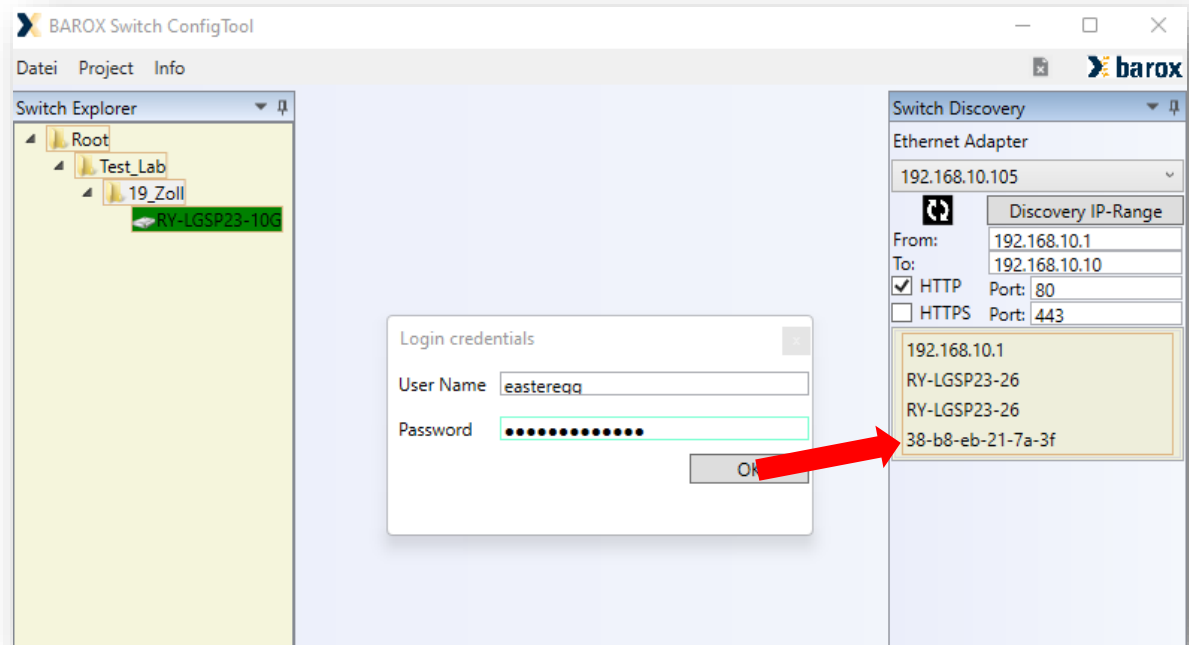 BAROX Switch ConfigTool
Datei Project Info
barox
Switch Explorer
Root
Test_Lab
19_Zoll
RY-LGSP23-10G
Login credentials
User Name easteregg
Password ●●●●●●●●●●●●●
OK
Switch Discovery
Ethernet Adapter
192.168.10.105
Discovery IP-Range
From: 192.168.10.1
To: 192.168.10.10
HTTP Port: 80
HTTPS Port: 443
192.168.10.1
RY-LGSP23-26
RY-LGSP23-26
38-b8-eb-21-7a-3f